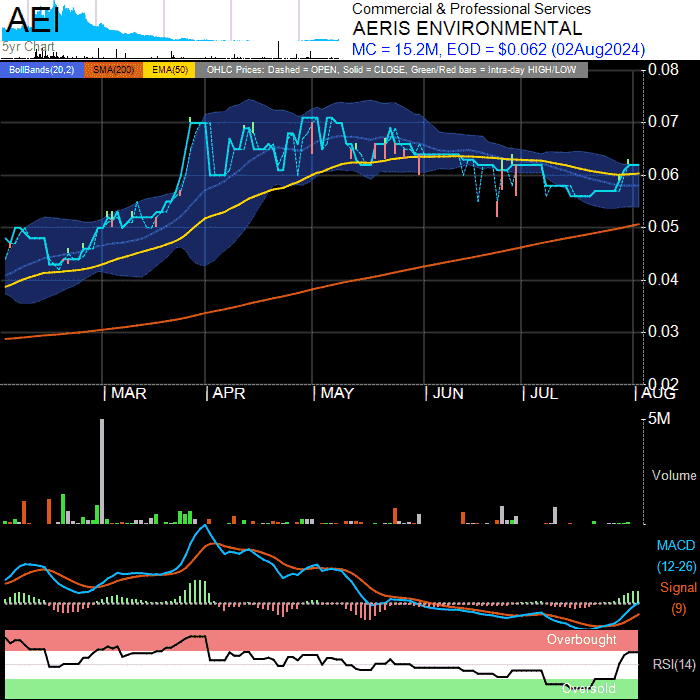 AEI
5yr Chart
Commercial & Professional Services
AERIS ENVIRONMENTAL
MC = 15.2M, EOD = $0.062 (02Aug2024)
BollBands(20,2) SMA(200) EMA(50) OHLC Prices: Dashed = OPEN, Solid = CLOSE, Green/Red bars = Intra-day HIGH/LOW
0.08
0.07
0.06
0.05
0.04
0.03
0.02
MAR APR MAY JUN JUL AUG
5M
Volume
MACD
(12-26)
Signal
(9)
Overbought
RSI(14)
Oversold